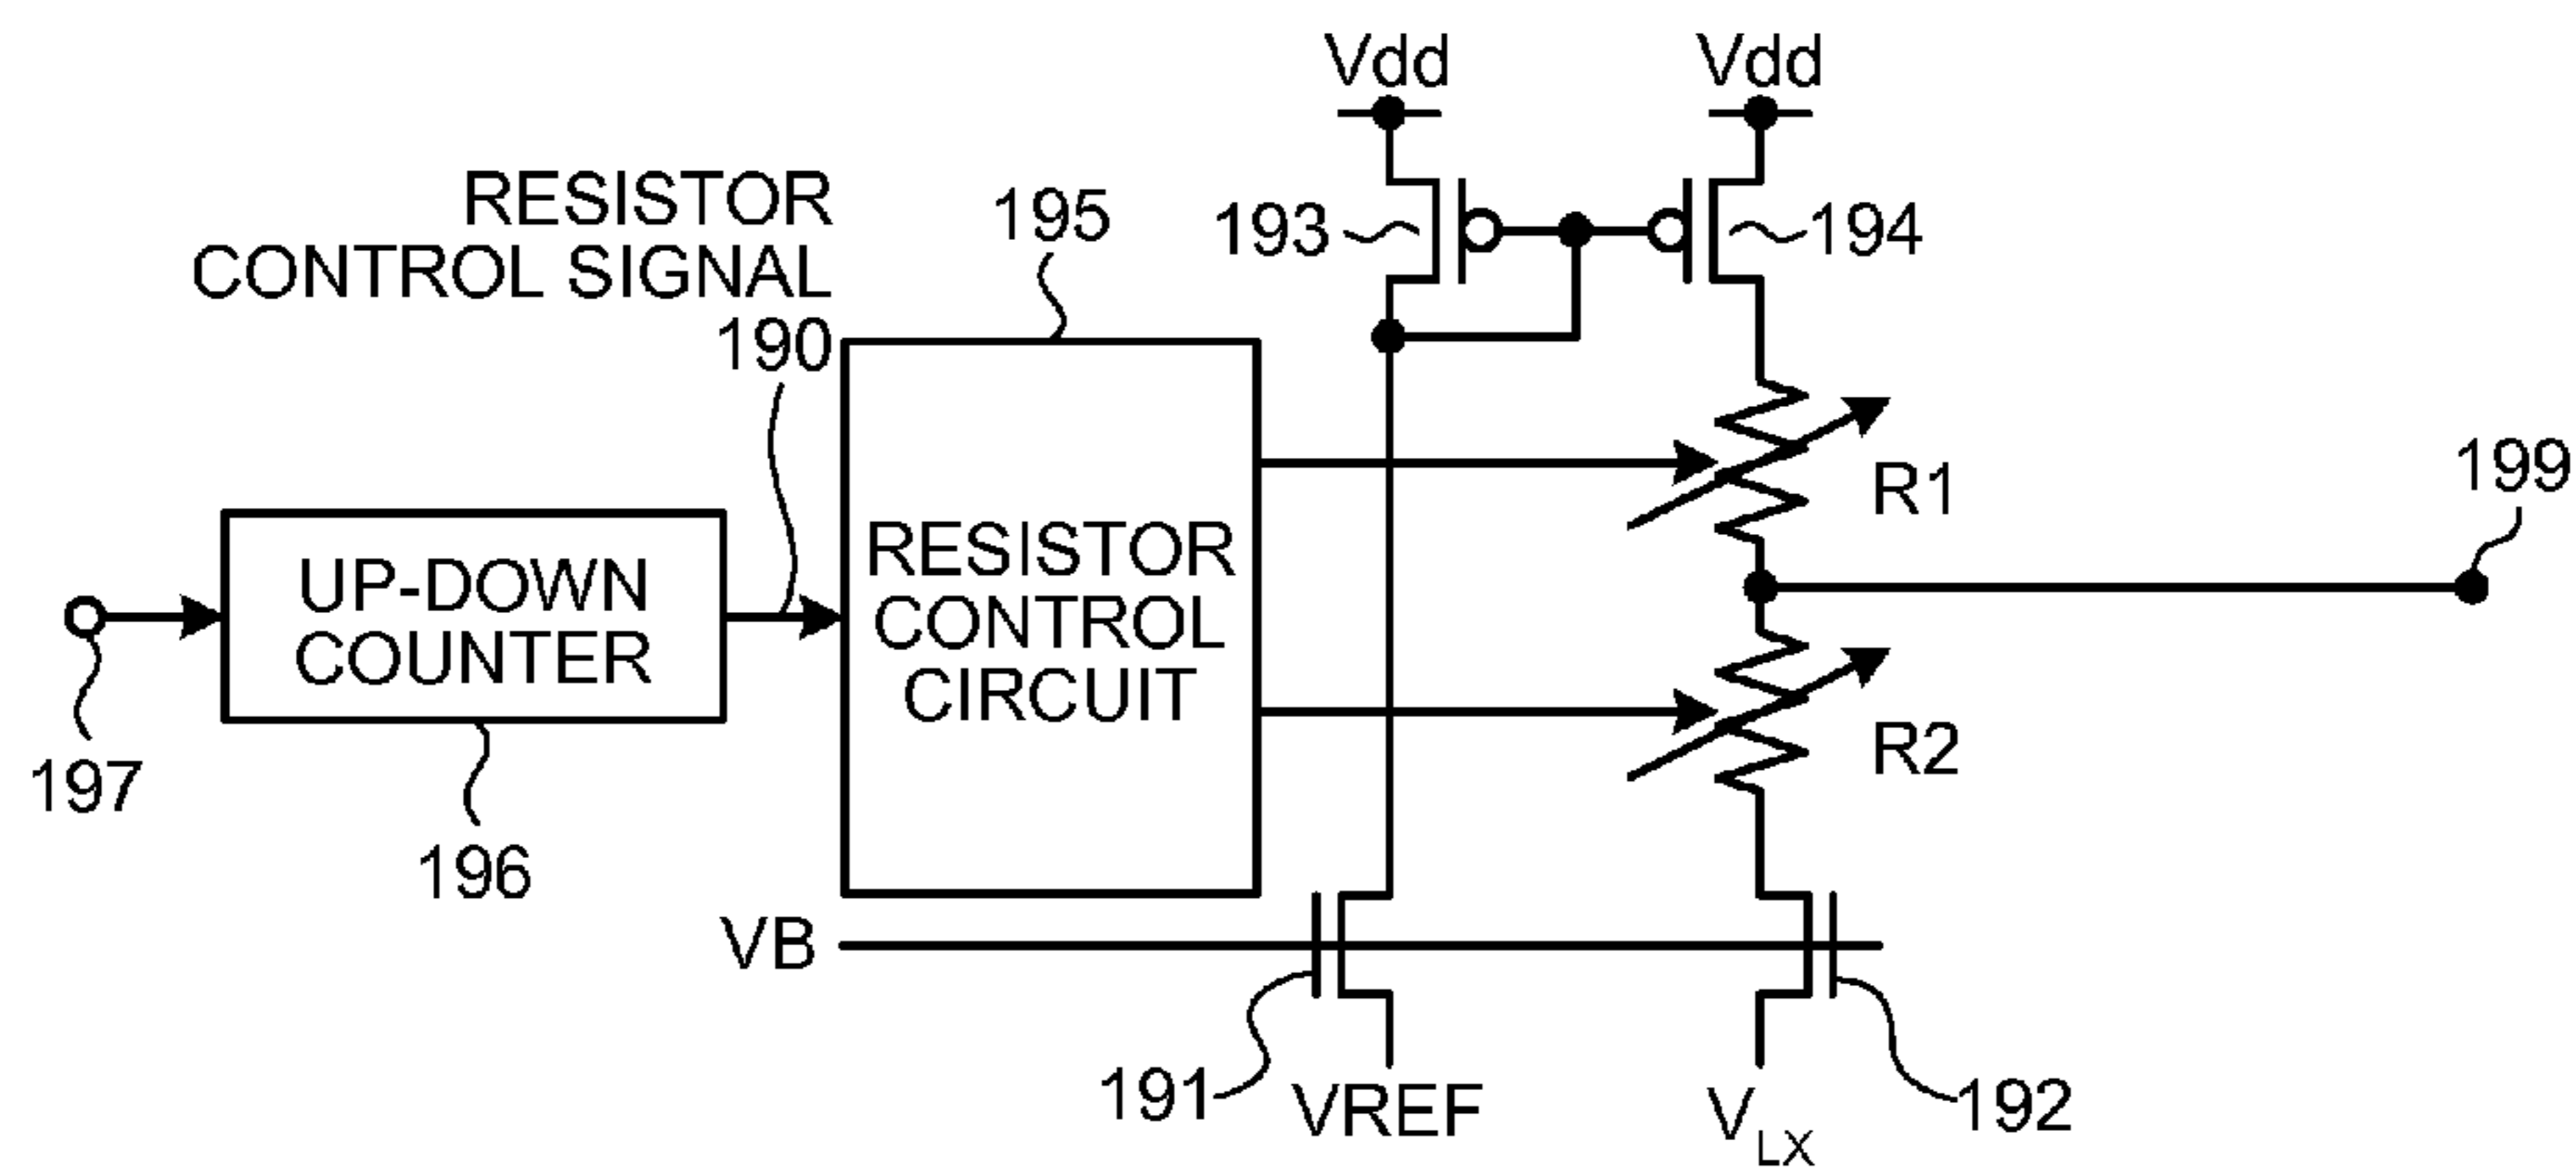 Vdd Vdd
RESISTOR
CONTROL SIGNAL
190
195
193
194
R1
199
UP-DOWN
COUNTER
RESISTOR
CONTROL
CIRCUIT
R2
197
196
VB
191
VREF
V LX
192